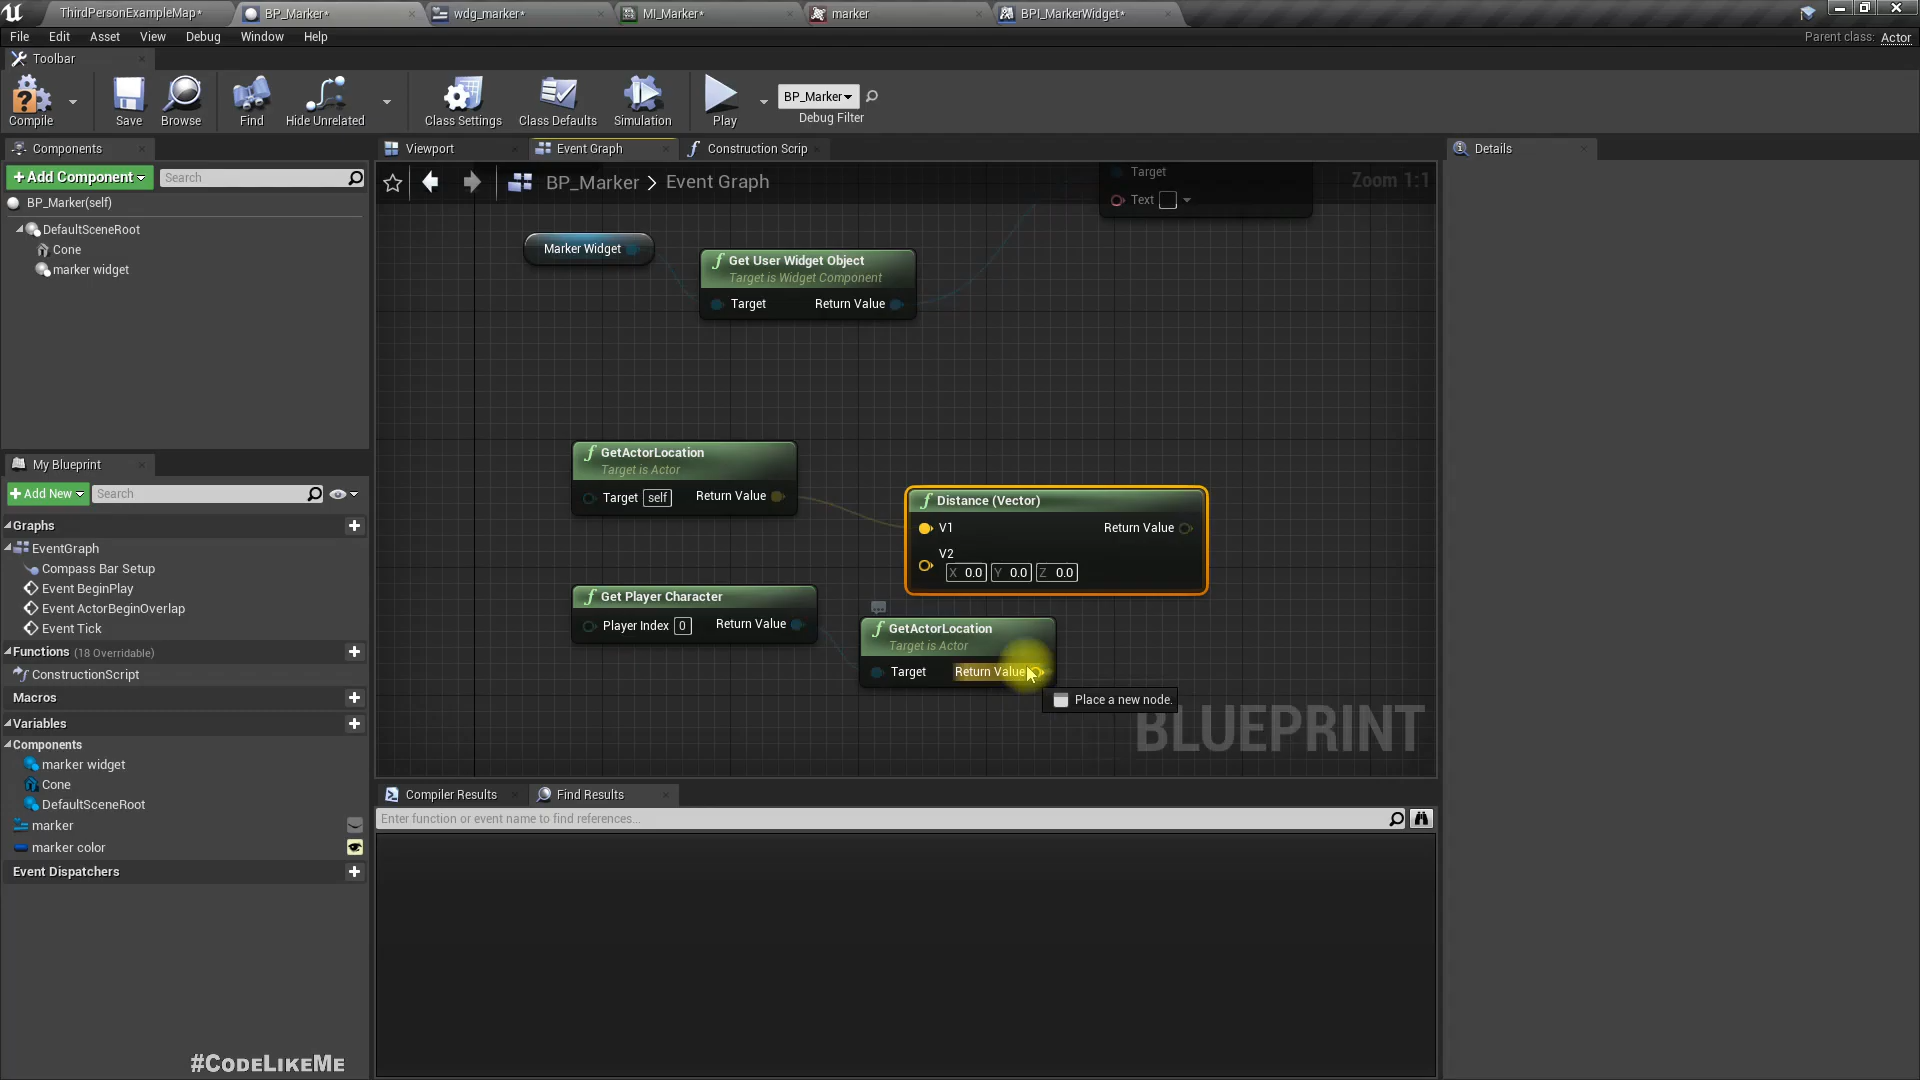 ThirdPersonExampleMap*
BP_Marker*
wdg_marker*
MI_Marker*
marker
BPI_MarkerWidget*
File Edit Asset View Debug Window Help
Parent class: Actor
Toolbar
Compile
Save
Browse
Find
Hide Unrelated
Class Settings
Class Defaults
Simulation
Play
BP_Marker
Debug Filter
Components
+Add Component
Search
BP_Marker(self)
DefaultSceneRoot
Cone
marker widget
My Blueprint
+Add New
Search
Graphs
EventGraph
Compass Bar Setup
Event BeginPlay
Event ActorBeginOverlap
Event Tick
Functions (18 Overridable)
ConstructionScript
Macros
Variables
Components
marker widget
Cone
DefaultSceneRoot
marker
marker color
Event Dispatchers
Viewport
Event Graph
Construction Scrip
BP_Marker > Event Graph
Zoom 1:1
Target
Text
Marker Widget
f Get User Widget Object
Target is Widget Component
Target Return Value
f GetActorLocation
Target is Actor
Target self Return Value
f Distance (Vector)
V1 Return Value
V2
X 0.0 Y 0.0 Z 0.0
f Get Player Character
Player Index 0 Return Value
f GetActorLocation
Target is Actor
Target Return Value
Place a new node.
BLUEPRINT
Compiler Results
Find Results
Enter function or event name to find references...
Details
#CodeLikeMe